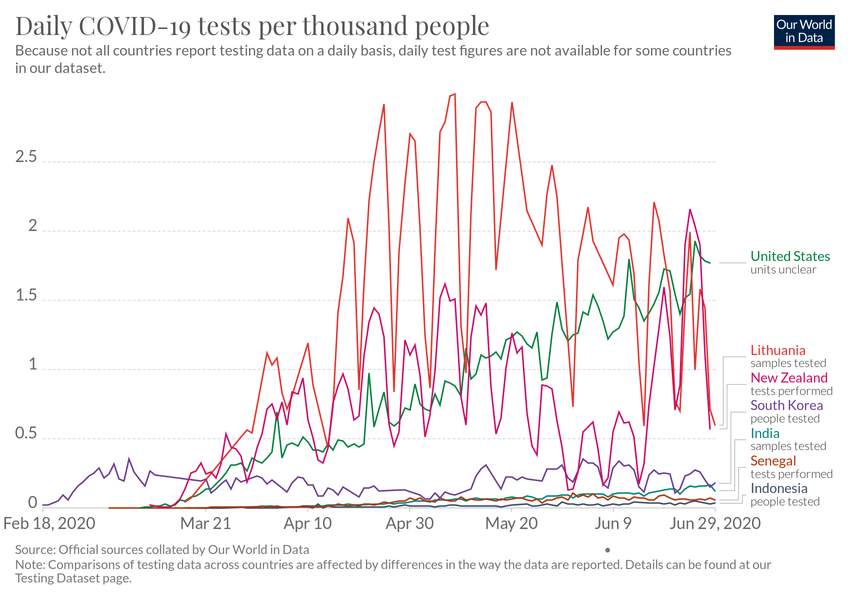 Daily COVID-19 tests per thousand people
Our World
in Data
Because not all countries report testing data on a daily basis, daily test figures are not available for some countries
in our dataset.
2.5
2
1.5
1
0.5
0
Feb 18, 2020
Mar 21
Apr 10
Apr 30
May 20
Jun 9
Jun 29, 2020
United States
units unclear
Lithuania
samples tested
New Zealand
tests performed
South Korea
people tested
India
samples tested
Senegal
tests performed
Indonesia
people tested
Source: Official sources collated by Our World in Data
Note: Comparisons of testing data across countries are affected by differences in the way the data are reported. Details can be found at our
Testing Dataset page.